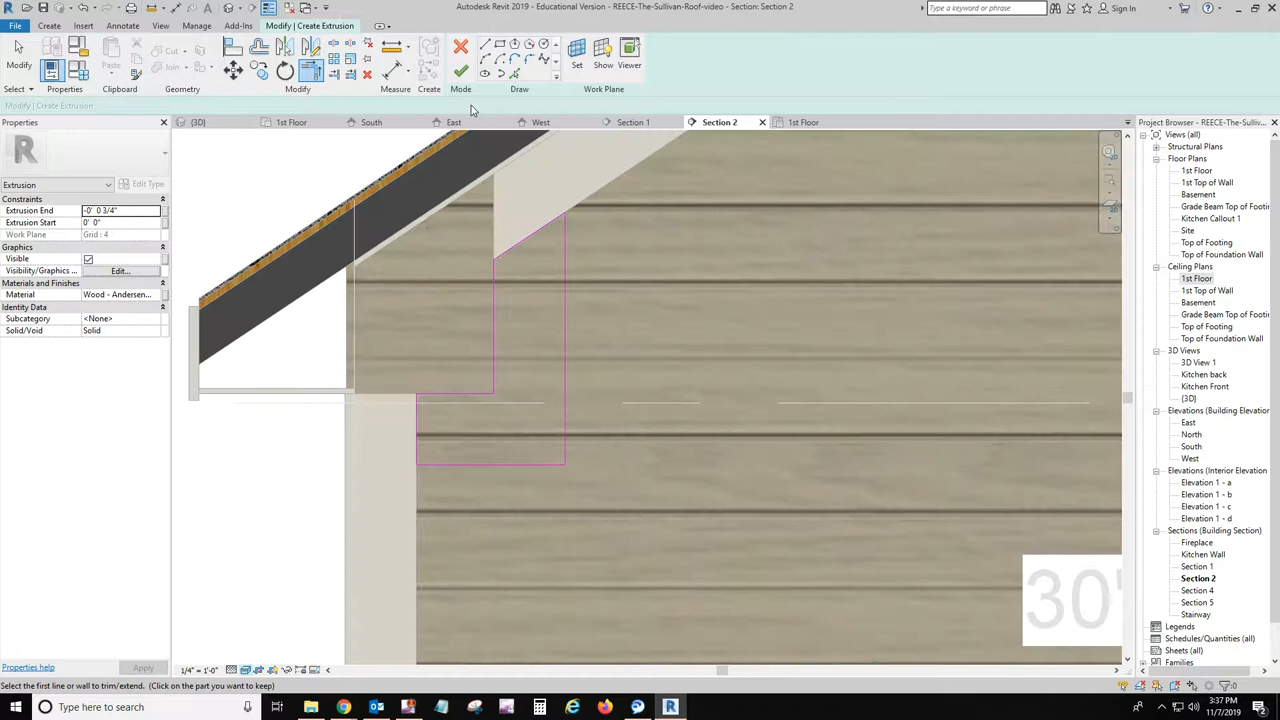 Autodesk Revit 2019 - Educational Version - REECE-The-Sullivan-Roof-video - Section: Section 2
Type a keyword or phrase
Sign In
File Create Insert Annotate View Manage Add-Ins Modify | Create Extrusion
Modify
Paste
Cut
Join
Select Properties Clipboard Geometry Modify Measure Create Mode Draw Work Plane
Set Show Viewer
Modify | Create Extrusion
Properties
{3D} 1st Floor South East West Section 1 Section 2 1st Floor
Project Browser - REECE-The-Sulliv...
R
Extrusion
Edit Type
Constraints
Extrusion End -0' 0 3/4"
Extrusion Start 0' 0"
Work Plane Grid : 4
Graphics
Visible
Visibility/Graphics ... Edit...
Materials and Finishes
Material Wood - Andersen...
Identity Data
Subcategory <None>
Solid/Void Solid
Properties help
Apply
30'
Views (all)
Structural Plans
Floor Plans
1st Floor
1st Top of Wall
Basement
Grade Beam Top of Footi
Kitchen Callout 1
Site
Top of Footing
Top of Foundation Wall
Ceiling Plans
1st Floor
1st Top of Wall
Basement
Grade Beam Top of Footi
Top of Footing
Top of Foundation Wall
3D Views
3D View 1
Kitchen back
Kitchen Front
{3D}
Elevations (Building Elevation
East
North
South
West
Elevations (Interior Elevation
Elevation 1 - a
Elevation 1 - b
Elevation 1 - c
Elevation 1 - d
Sections (Building Section)
Fireplace
Kitchen Wall
Section 1
Section 2
Section 4
Section 5
Stairway
Legends
Schedules/Quantities (all)
Sheets (all)
Families
1/4" = 1'-0"
Select the first line or wall to trim/extend. (Click on the part you want to keep)
:0
Type here to search
3:37 PM
11/7/2019